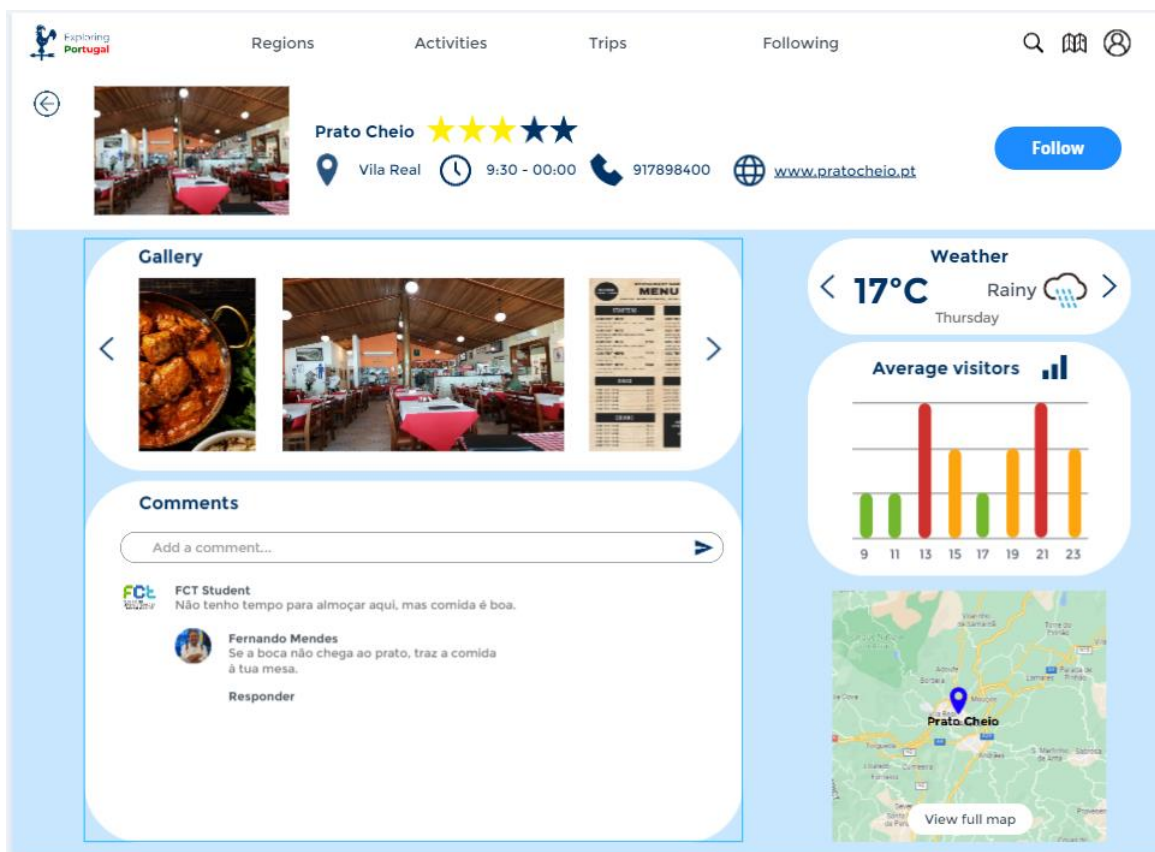 Exploring
Portugal
Regions
Activities
Trips
Following
Prato Cheio
Vila Real
9:30 - 00:00
917898400
www.pratocheio.pt
Follow
Gallery
MENU
Weather
17°C
Rainy
Thursday
Average visitors
9 11 13 15 17 19 21 23
Comments
Add a comment...
FCt
FCT Student
Não tenho tempo para almoçar aqui, mas comida é boa.
Fernando Mendes
Se a boca não chega ao prato, traz a comida
à tua mesa.
Responder
Mouçós
Prato Cheio
Andrães
View full map